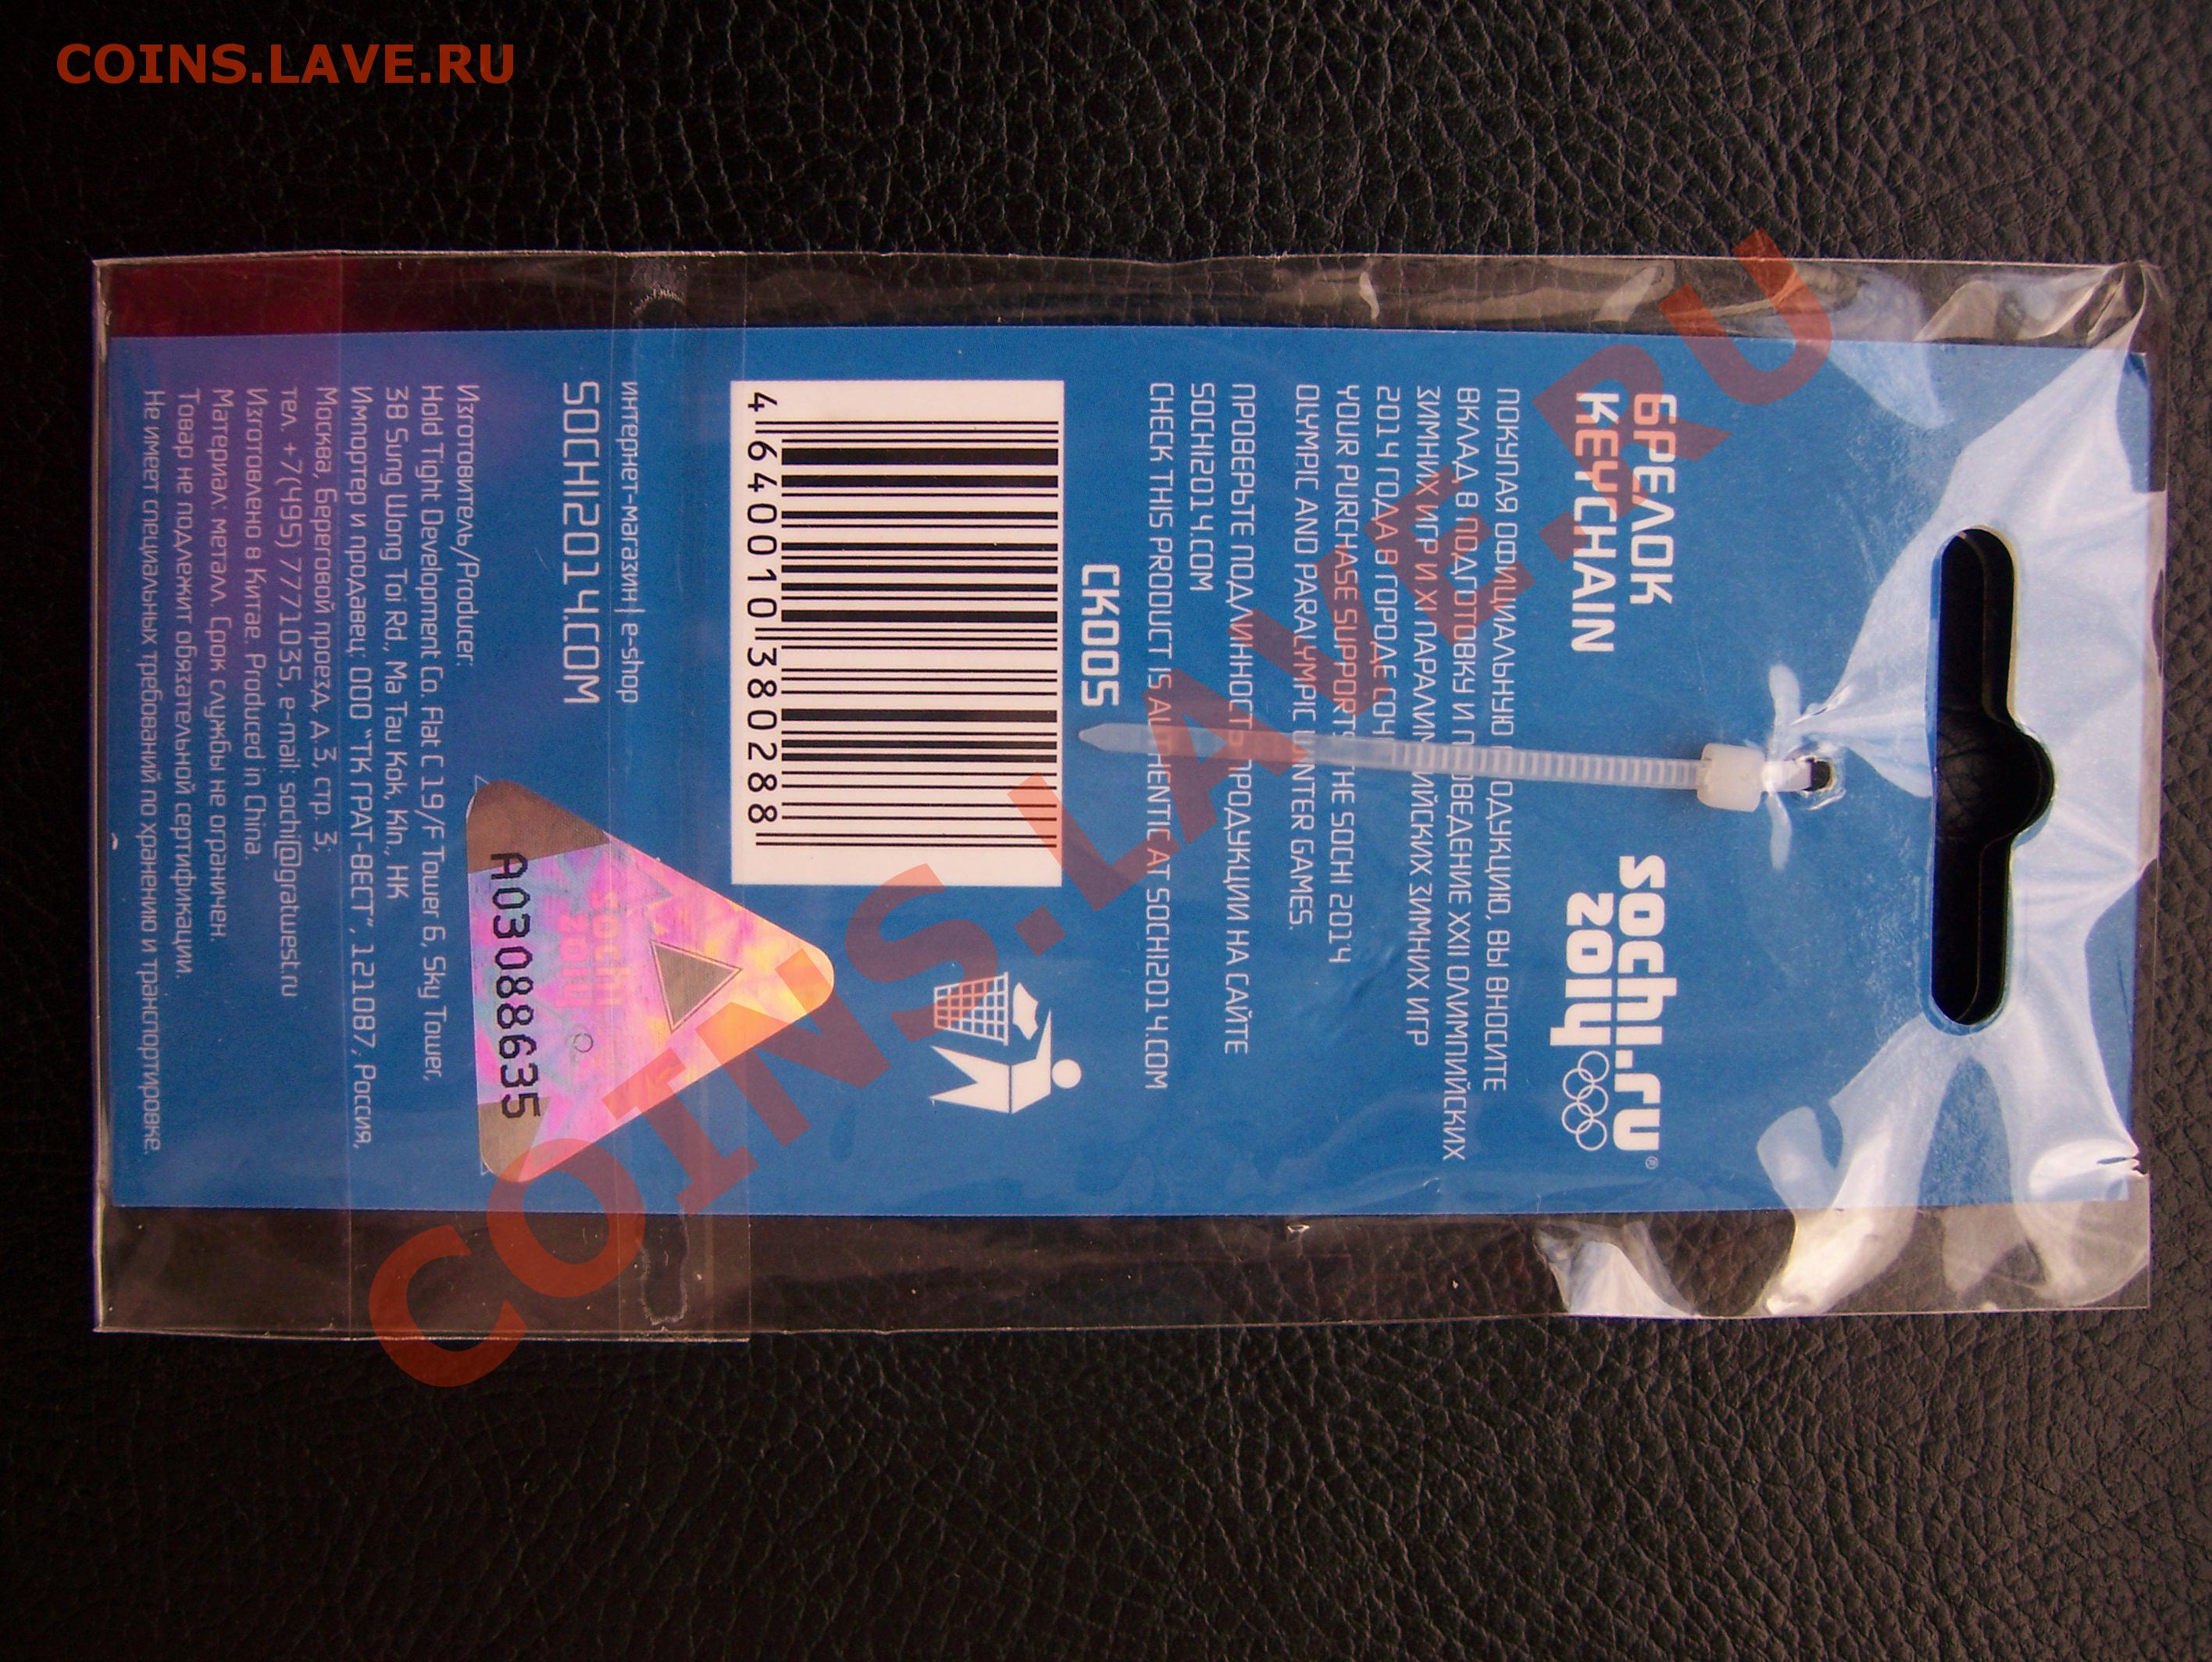 COINS.LAVE.RU
БРЕЛОК
KEYCHAIN
sochi.ru
2014
®
ПОКУПАЯ ОФИЦИАЛЬНУЮ ПРОДУКЦИЮ, ВЫ ВНОСИТЕ
ВКЛАД В ПОДГОТОВКУ И ПРОВЕДЕНИЕ XXII ОЛИМПИЙСКИХ
ЗИМНИХ ИГР И XI ПАРАЛИМПИЙСКИХ ЗИМНИХ ИГР
2014 ГОДА В ГОРОДЕ СОЧИ
YOUR PURCHASE SUPPORTS THE SOCHI 2014
OLYMPIC AND PARALYMPIC WINTER GAMES.
ПРОВЕРЬТЕ ПОДЛИННОСТЬ ПРОДУКЦИИ НА САЙТЕ
SOCHI2014.COM
CHECK THIS PRODUCT IS AUTHENTIC AT SOCHI2014.COM
CK005
4 640010 380288
интернет-магазин | e-shop
SOCHI2014.COM
sochi
2014
A03088635
Изготовитель/Producer:
Hold Tight Development Co. Flat C 19/F Tower 6, Sky Tower,
38 Sung Wong Toi Rd., Ma Tau Kok, Kln., HK
Импортер и продавец: ООО "ТК ГРАТ-ВЕСТ", 121087, Россия,
Москва, Береговой проезд, д.3, стр. 3;
тел. +7(495) 7771035, e-mail: sochi@gratwest.ru
Изготовлено в Китае. Produced in China.
Материал: металл. Срок службы не ограничен.
Товар не подлежит обязательной сертификации.
Не имеет специальных требований по хранению и транспортировке.
COINS.LAVE.RU